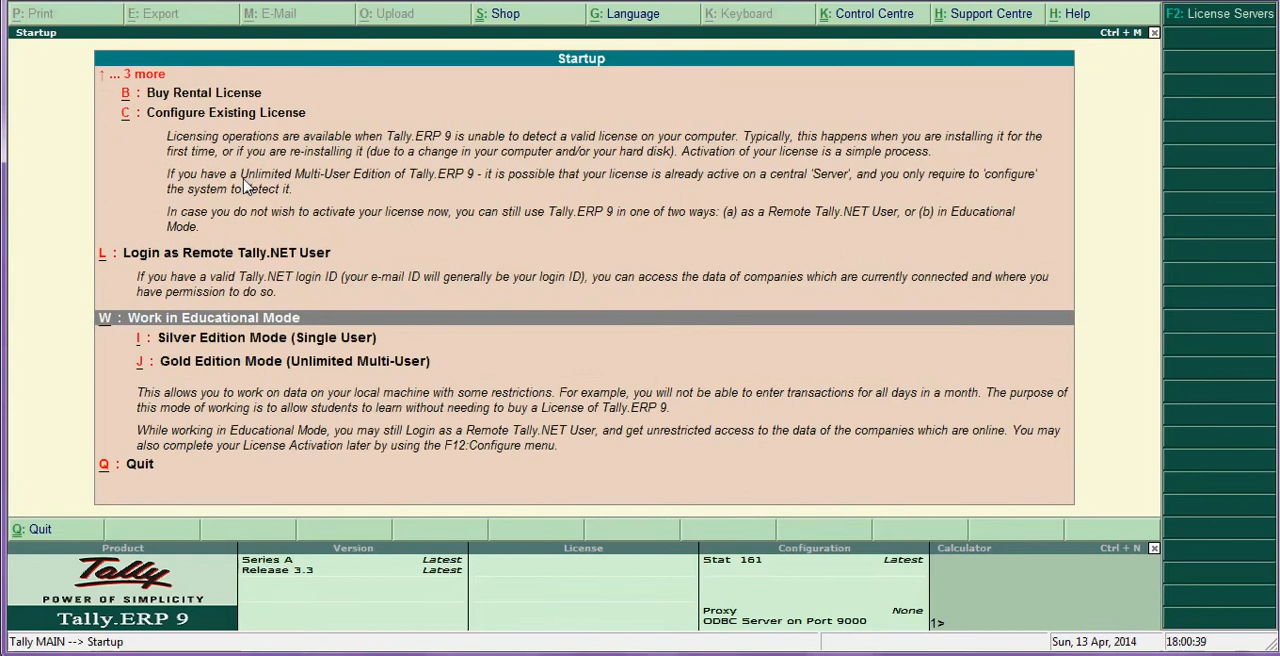 P: Print
E: Export
M: E-Mail
O: Upload
S: Shop
G: Language
K: Keyboard
K: Control Centre
H: Support Centre
H: Help
F2: License Servers
Startup
Ctrl + M
x
Startup
↑ ... 3 more
B : Buy Rental License
C : Configure Existing License
Licensing operations are available when Tally.ERP 9 is unable to detect a valid license on your computer. Typically, this happens when you are installing it for the
first time, or if you are re-installing it (due to a change in your computer and/or your hard disk). Activation of your license is a simple process.
If you have a Unlimited Multi-User Edition of Tally.ERP 9 - it is possible that your license is already active on a central 'Server', and you only require to 'configure'
the system to detect it.
In case you do not wish to activate your license now, you can still use Tally.ERP 9 in one of two ways: (a) as a Remote Tally.NET User, or (b) in Educational
Mode.
L : Login as Remote Tally.NET User
If you have a valid Tally.NET login ID (your e-mail ID will generally be your login ID), you can access the data of companies which are currently connected and where you
have permission to do so.
W : Work in Educational Mode
I : Silver Edition Mode (Single User)
J : Gold Edition Mode (Unlimited Multi-User)
This allows you to work on data on your local machine with some restrictions. For example, you will not be able to enter transactions for all days in a month. The purpose of
this mode of working is to allow students to learn without needing to buy a License of Tally.ERP 9.
While working in Educational Mode, you may still Login as a Remote Tally.NET User, and get unrestricted access to the data of the companies which are online. You may
also complete your License Activation later by using the F12:Configure menu.
Q : Quit
Q: Quit
Product
Version
License
Configuration
Calculator
Ctrl + N
x
Tally
POWER OF SIMPLICITY
Tally.ERP 9
Series A Latest
Release 3.3 Latest
Stat 161 Latest
Proxy None
ODBC Server on Port 9000
1>
Tally MAIN --> Startup
Sun, 13 Apr, 2014
18:00:39